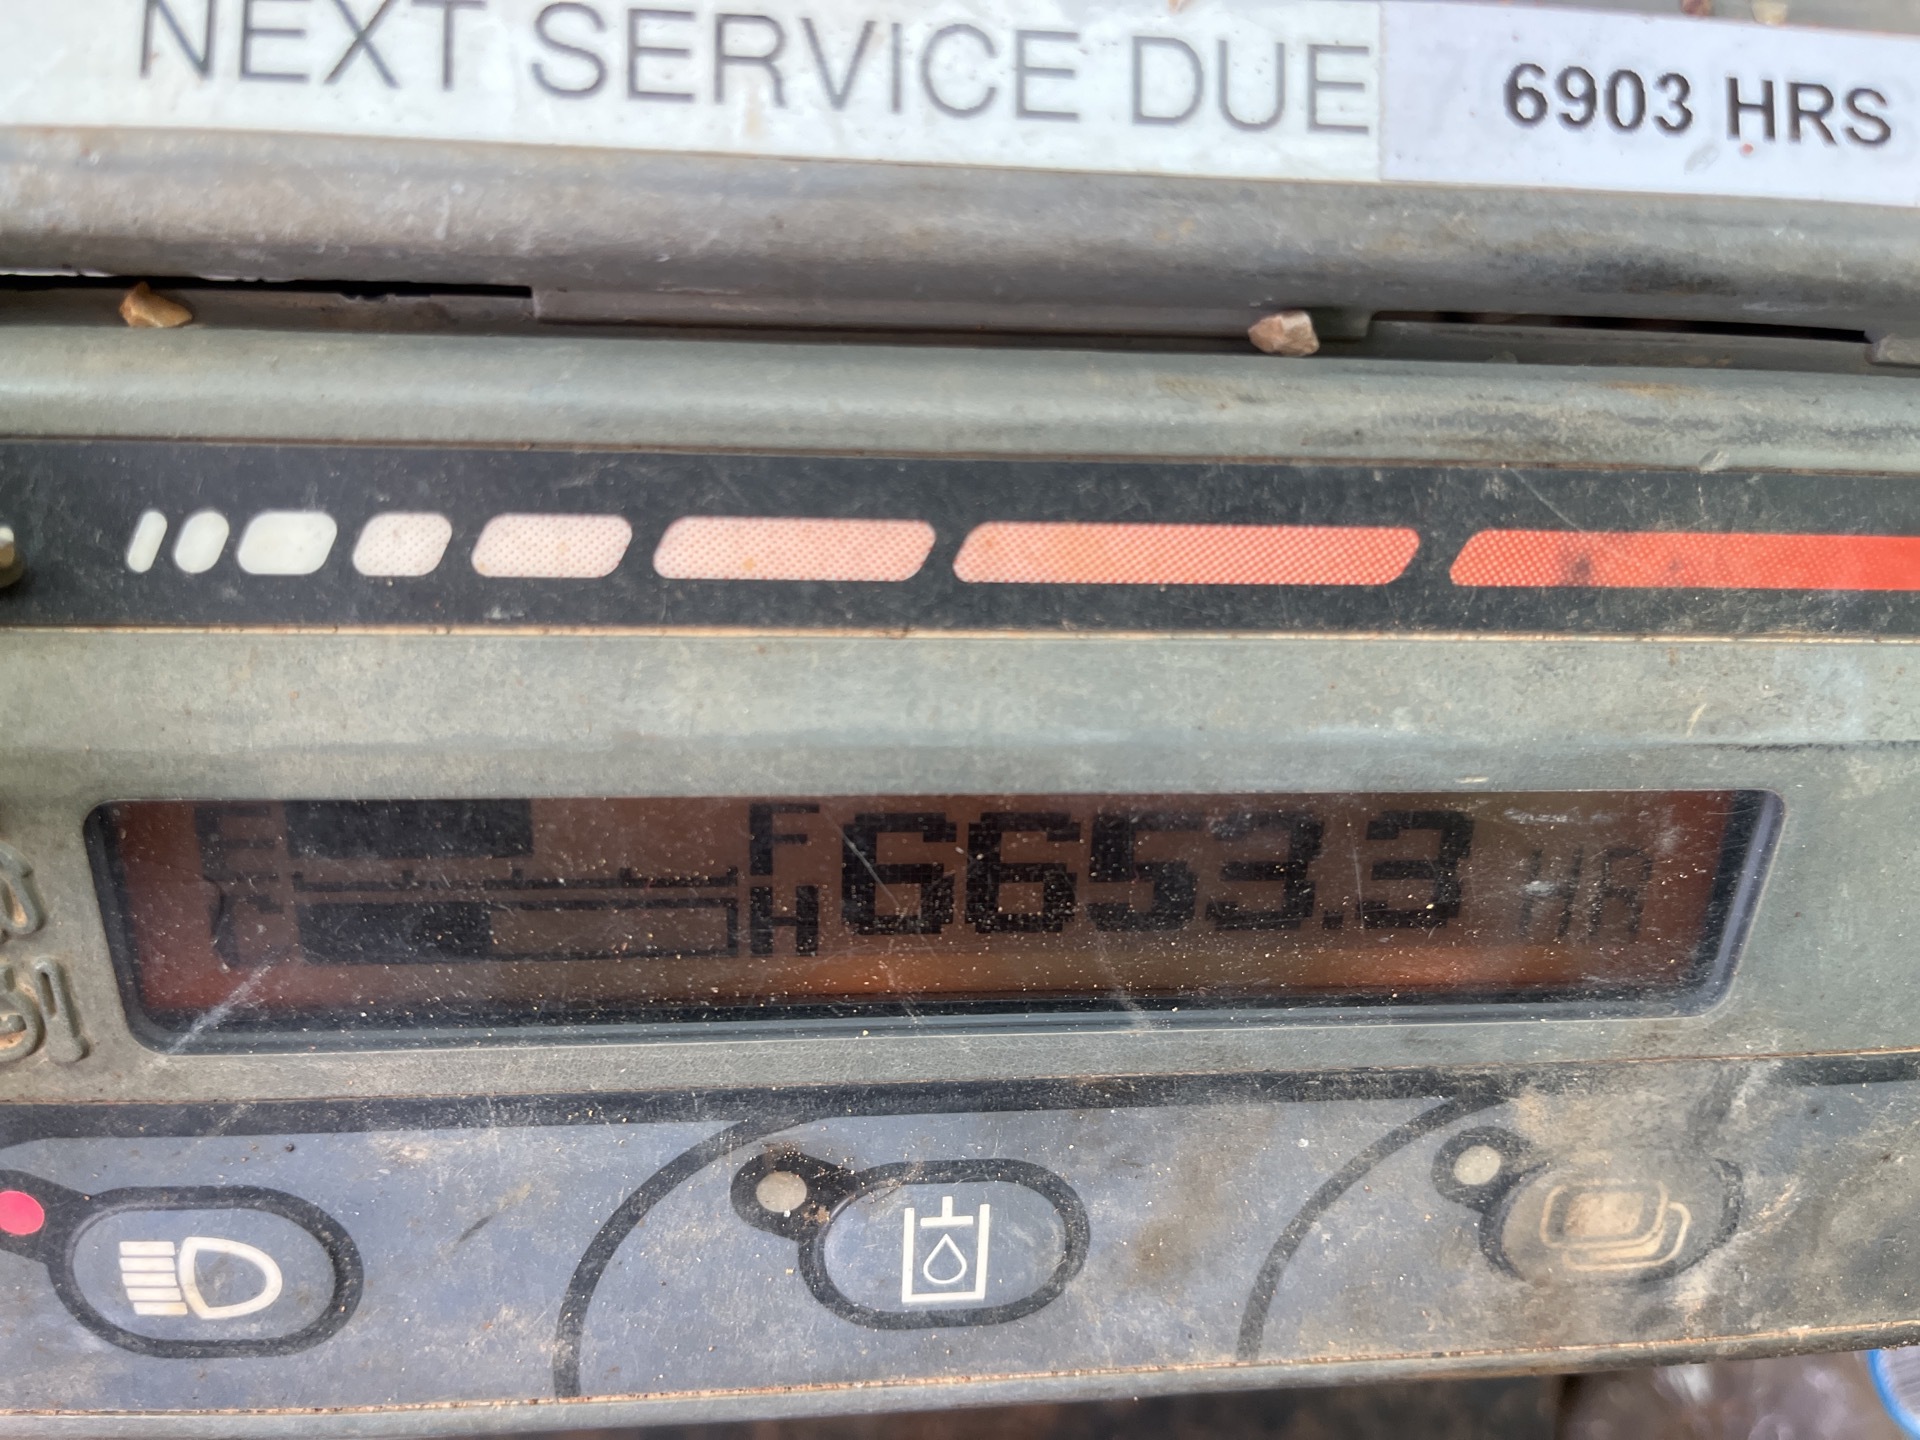 NEXT SERVICE DUE 6903 HRS
E F
C H 6653.3 HR